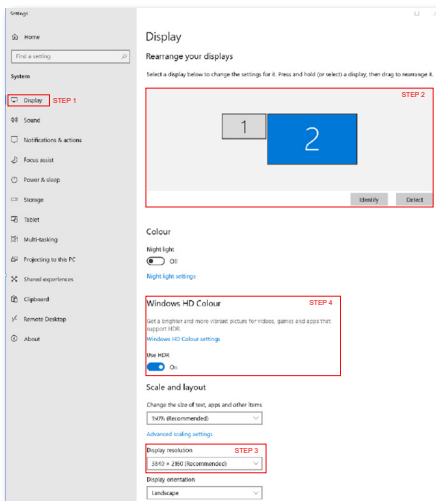 Settings
Home
Find a setting
System
Display STEP 1
Sound
Notifications & actions
Focus assist
Power & sleep
Storage
Tablet
Multi-tasking
Projecting to this PC
Shared experiences
Clipboard
Remote Desktop
About
Display
Rearrange your displays
Select a display below to change the settings for it. Press and hold (or select) a display, then drag to rearrange it.
STEP 2
1
2
Identify Detect
Colour
Night light
Off
Night light settings
Windows HD Colour STEP 4
Get a brighter and more vibrant picture for videos, games and apps that
support HDR.
Windows HD Colour settings
Use HDR
On
Scale and layout
Change the size of text, apps and other items
150% (Recommended)
Advanced scaling settings
Display resolution STEP 3
3840 × 2160 (Recommended)
Display orientation
Landscape